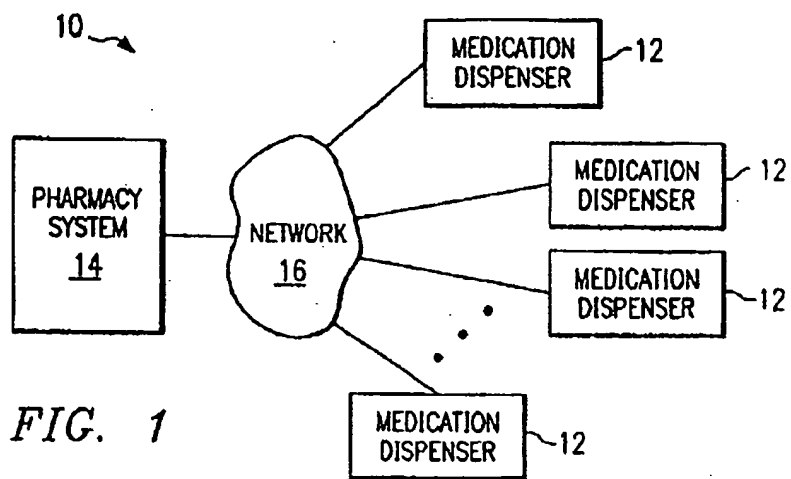 10
MEDICATION
DISPENSER
12
PHARMACY
SYSTEM
14
NETWORK
16
MEDICATION
DISPENSER
12
MEDICATION
DISPENSER
12
MEDICATION
DISPENSER
12
FIG. 1